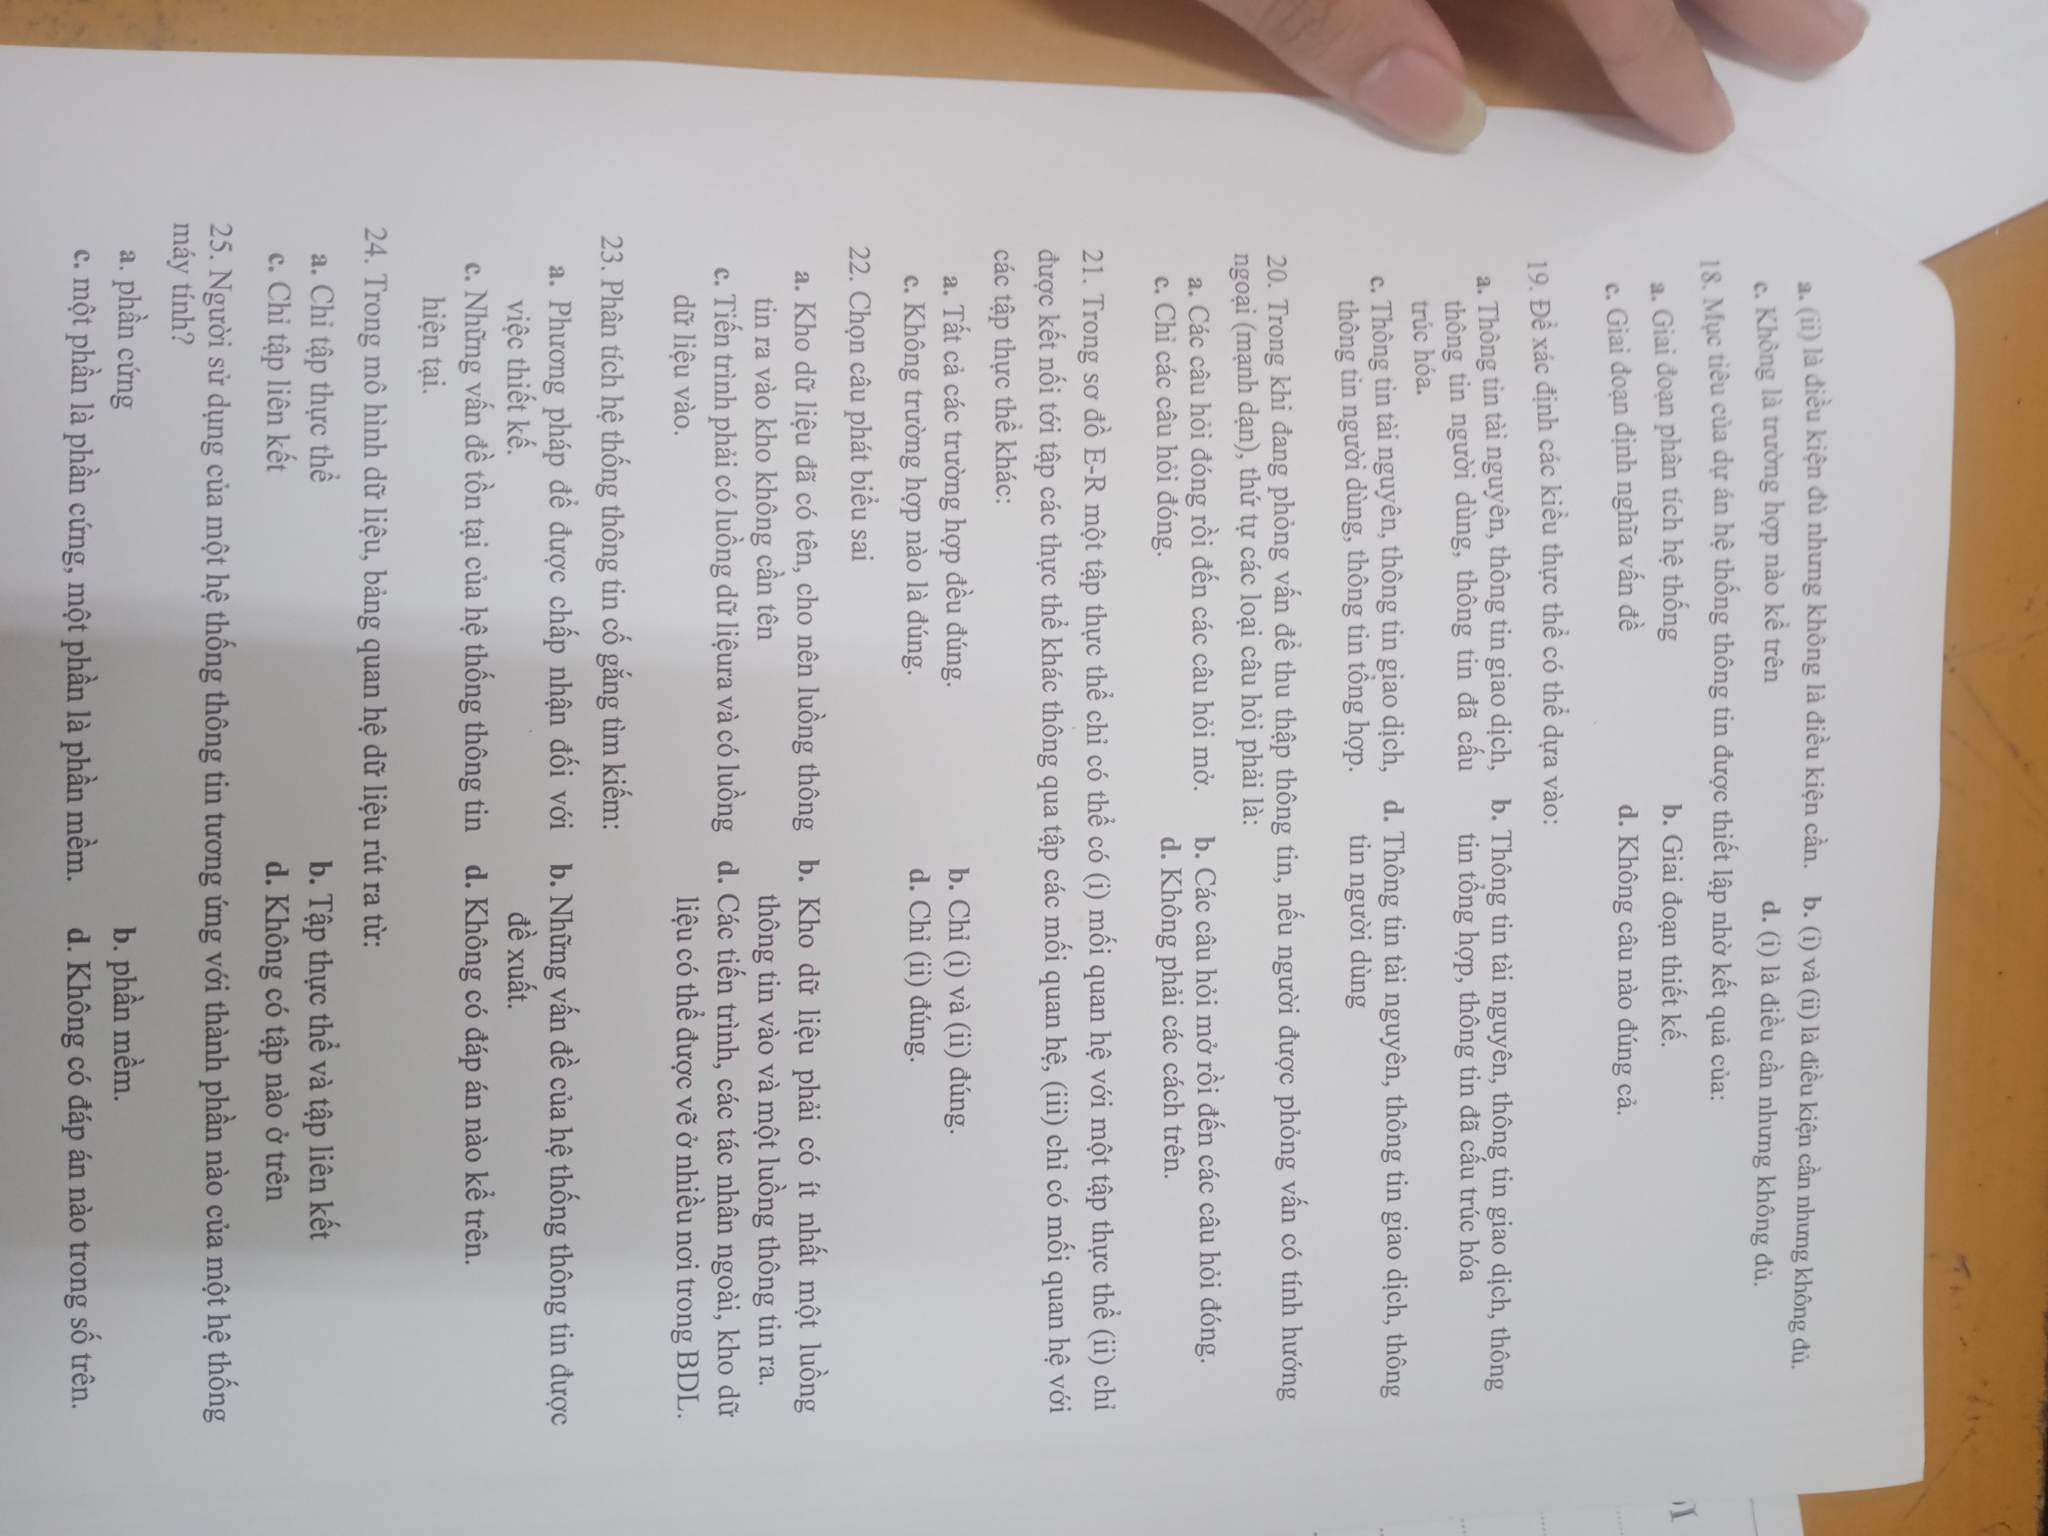 a. (ii) là điều kiện đủ nhưng không là điều kiện cần. b. (i) và (ii) là điều kiện cần nhưng không đủ.
c. Không là trường hợp nào kể trên d. (i) là điều cần nhưng không đủ.
18. Mục tiêu của dự án hệ thống thông tin được thiết lập nhờ kết quả của:
a. Giai đoạn phân tích hệ thống b. Giai đoạn thiết kế.
c. Giai đoạn định nghĩa vấn đề d. Không câu nào đúng cả.
19. Để xác định các kiểu thực thể có thể dựa vào:
a. Thông tin tài nguyên, thông tin giao dịch, b. Thông tin tài nguyên, thông tin giao dịch, thông
thông tin người dùng, thông tin đã cấu tin tổng hợp, thông tin đã cấu trúc hóa
trúc hóa.
c. Thông tin tài nguyên, thông tin giao dịch, d. Thông tin tài nguyên, thông tin giao dịch, thông
thông tin người dùng, thông tin tổng hợp. tin người dùng
20. Trong khi đang phỏng vấn để thu thập thông tin, nếu người được phỏng vấn có tính hướng
ngoại (mạnh dạn), thứ tự các loại câu hỏi phải là:
a. Các câu hỏi đóng rồi đến các câu hỏi mở. b. Các câu hỏi mở rồi đến các câu hỏi đóng.
c. Chỉ các câu hỏi đóng. d. Không phải các cách trên.
21. Trong sơ đồ E-R một tập thực thể chỉ có thể có (i) mối quan hệ với một tập thực thể (ii) chỉ
được kết nối tới tập các thực thể khác thông qua tập các mối quan hệ, (iii) chỉ có mối quan hệ với
các tập thực thể khác:
a. Tất cả các trường hợp đều đúng. b. Chỉ (i) và (ii) đúng.
c. Không trường hợp nào là đúng. d. Chỉ (ii) đúng.
22. Chọn câu phát biểu sai
a. Kho dữ liệu đã có tên, cho nên luồng thông b. Kho dữ liệu phải có ít nhất một luồng
tin ra vào kho không cần tên thông tin vào và một luồng thông tin ra.
c. Tiến trình phải có luồng dữ liệura và có luồng d. Các tiến trình, các tác nhân ngoài, kho dữ
dữ liệu vào. liệu có thể được vẽ ở nhiều nơi trong BDL.
23. Phân tích hệ thống thông tin cố gắng tìm kiếm:
a. Phương pháp để được chấp nhận đối với b. Những vấn đề của hệ thống thông tin được
việc thiết kế. đề xuất.
c. Những vấn đề tồn tại của hệ thống thông tin d. Không có đáp án nào kể trên.
hiện tại.
24. Trong mô hình dữ liệu, bảng quan hệ dữ liệu rút ra từ:
a. Chỉ tập thực thể b. Tập thực thể và tập liên kết
c. Chỉ tập liên kết d. Không có tập nào ở trên
25. Người sử dụng của một hệ thống thông tin tương ứng với thành phần nào của một hệ thống
máy tính?
a. phần cứng b. phần mềm.
c. một phần là phần cứng, một phần là phần mềm. d. Không có đáp án nào trong số trên.